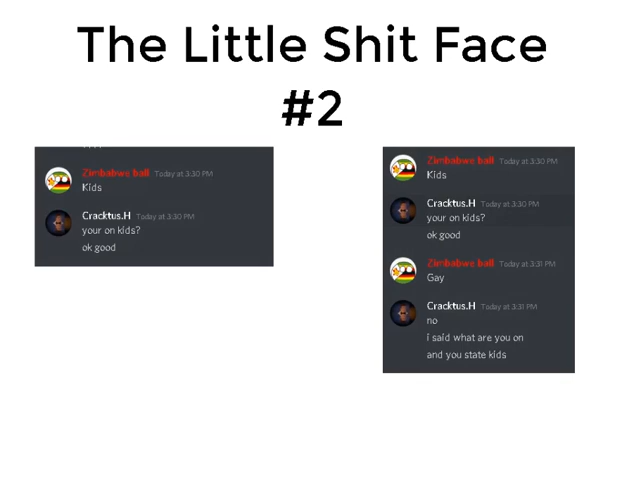 The Little Shit Face
#2
Zimbabwe ball Today at 3:30 PM
Kids
Cracktus.H Today at 3:30 PM
your on kids?
ok good
Zimbabwe ball Today at 3:30 PM
Kids
Cracktus.H Today at 3:30 PM
your on kids?
ok good
Zimbabwe ball Today at 3:31 PM
Gay
Cracktus.H Today at 3:31 PM
no
i said what are you on
and you state kids